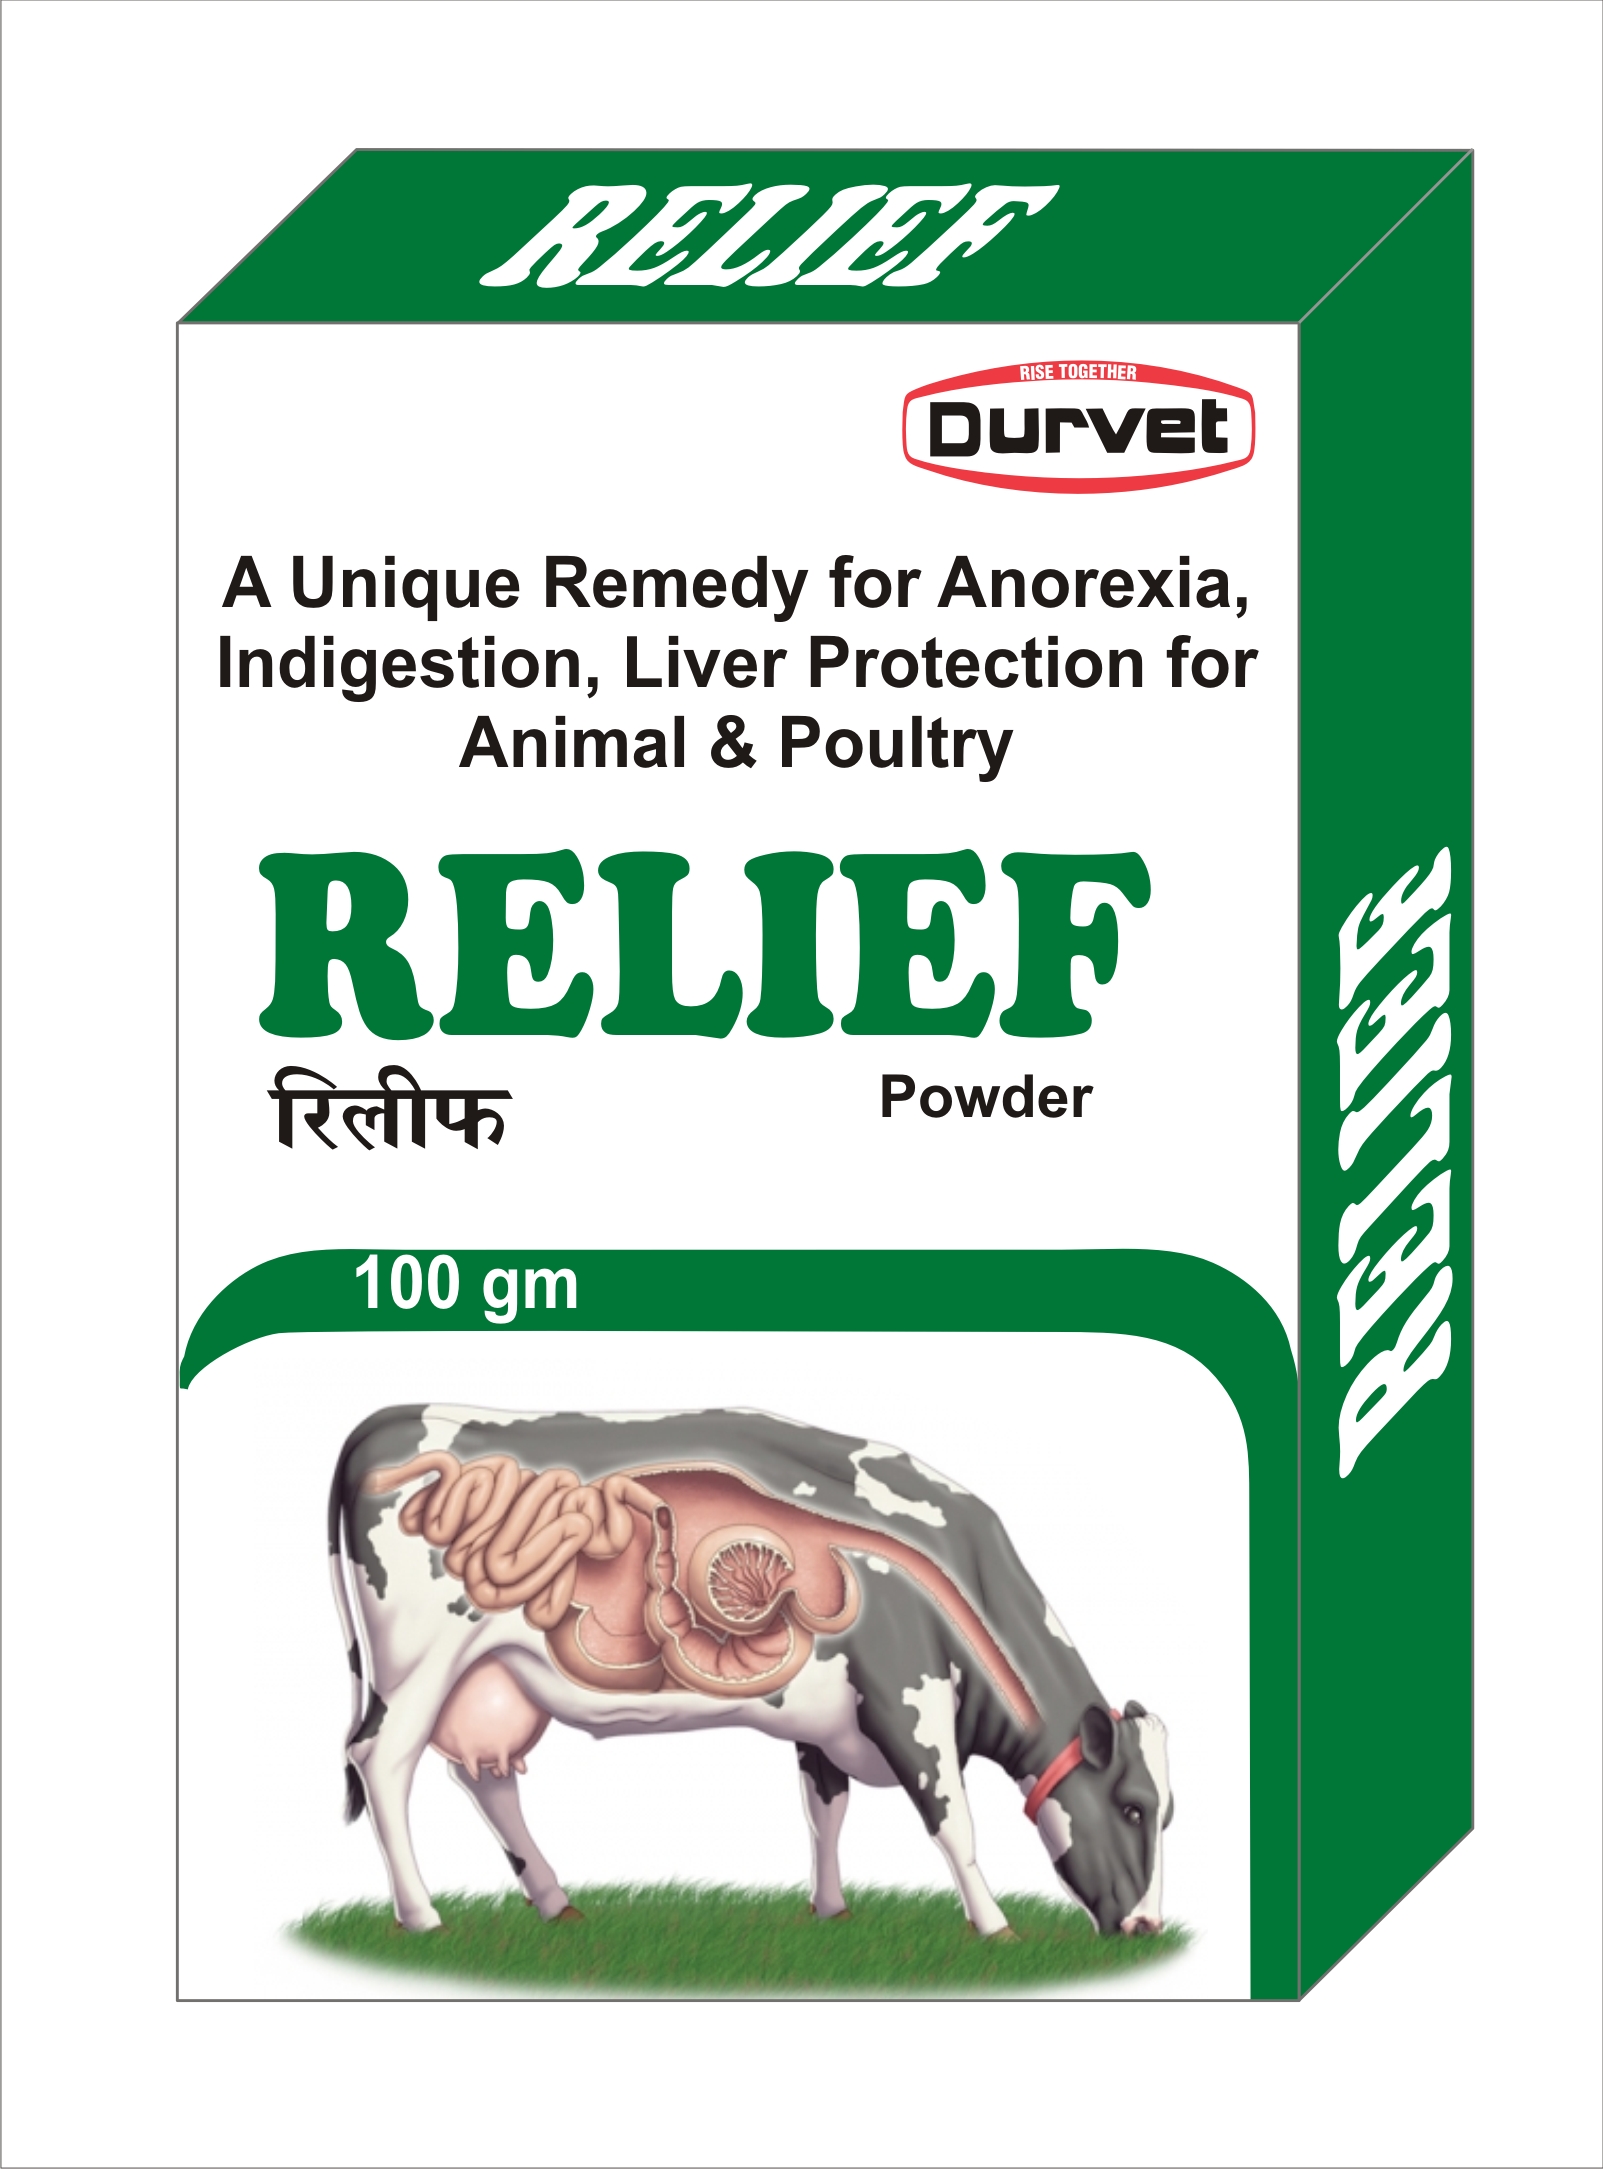 RELIEF
RISE TOGETHER
Durvet
A Unique Remedy for Anorexia,
Indigestion, Liver Protection for
Animal & Poultry
RELIEF
रिलीफ
Powder
100 gm
RELIEF